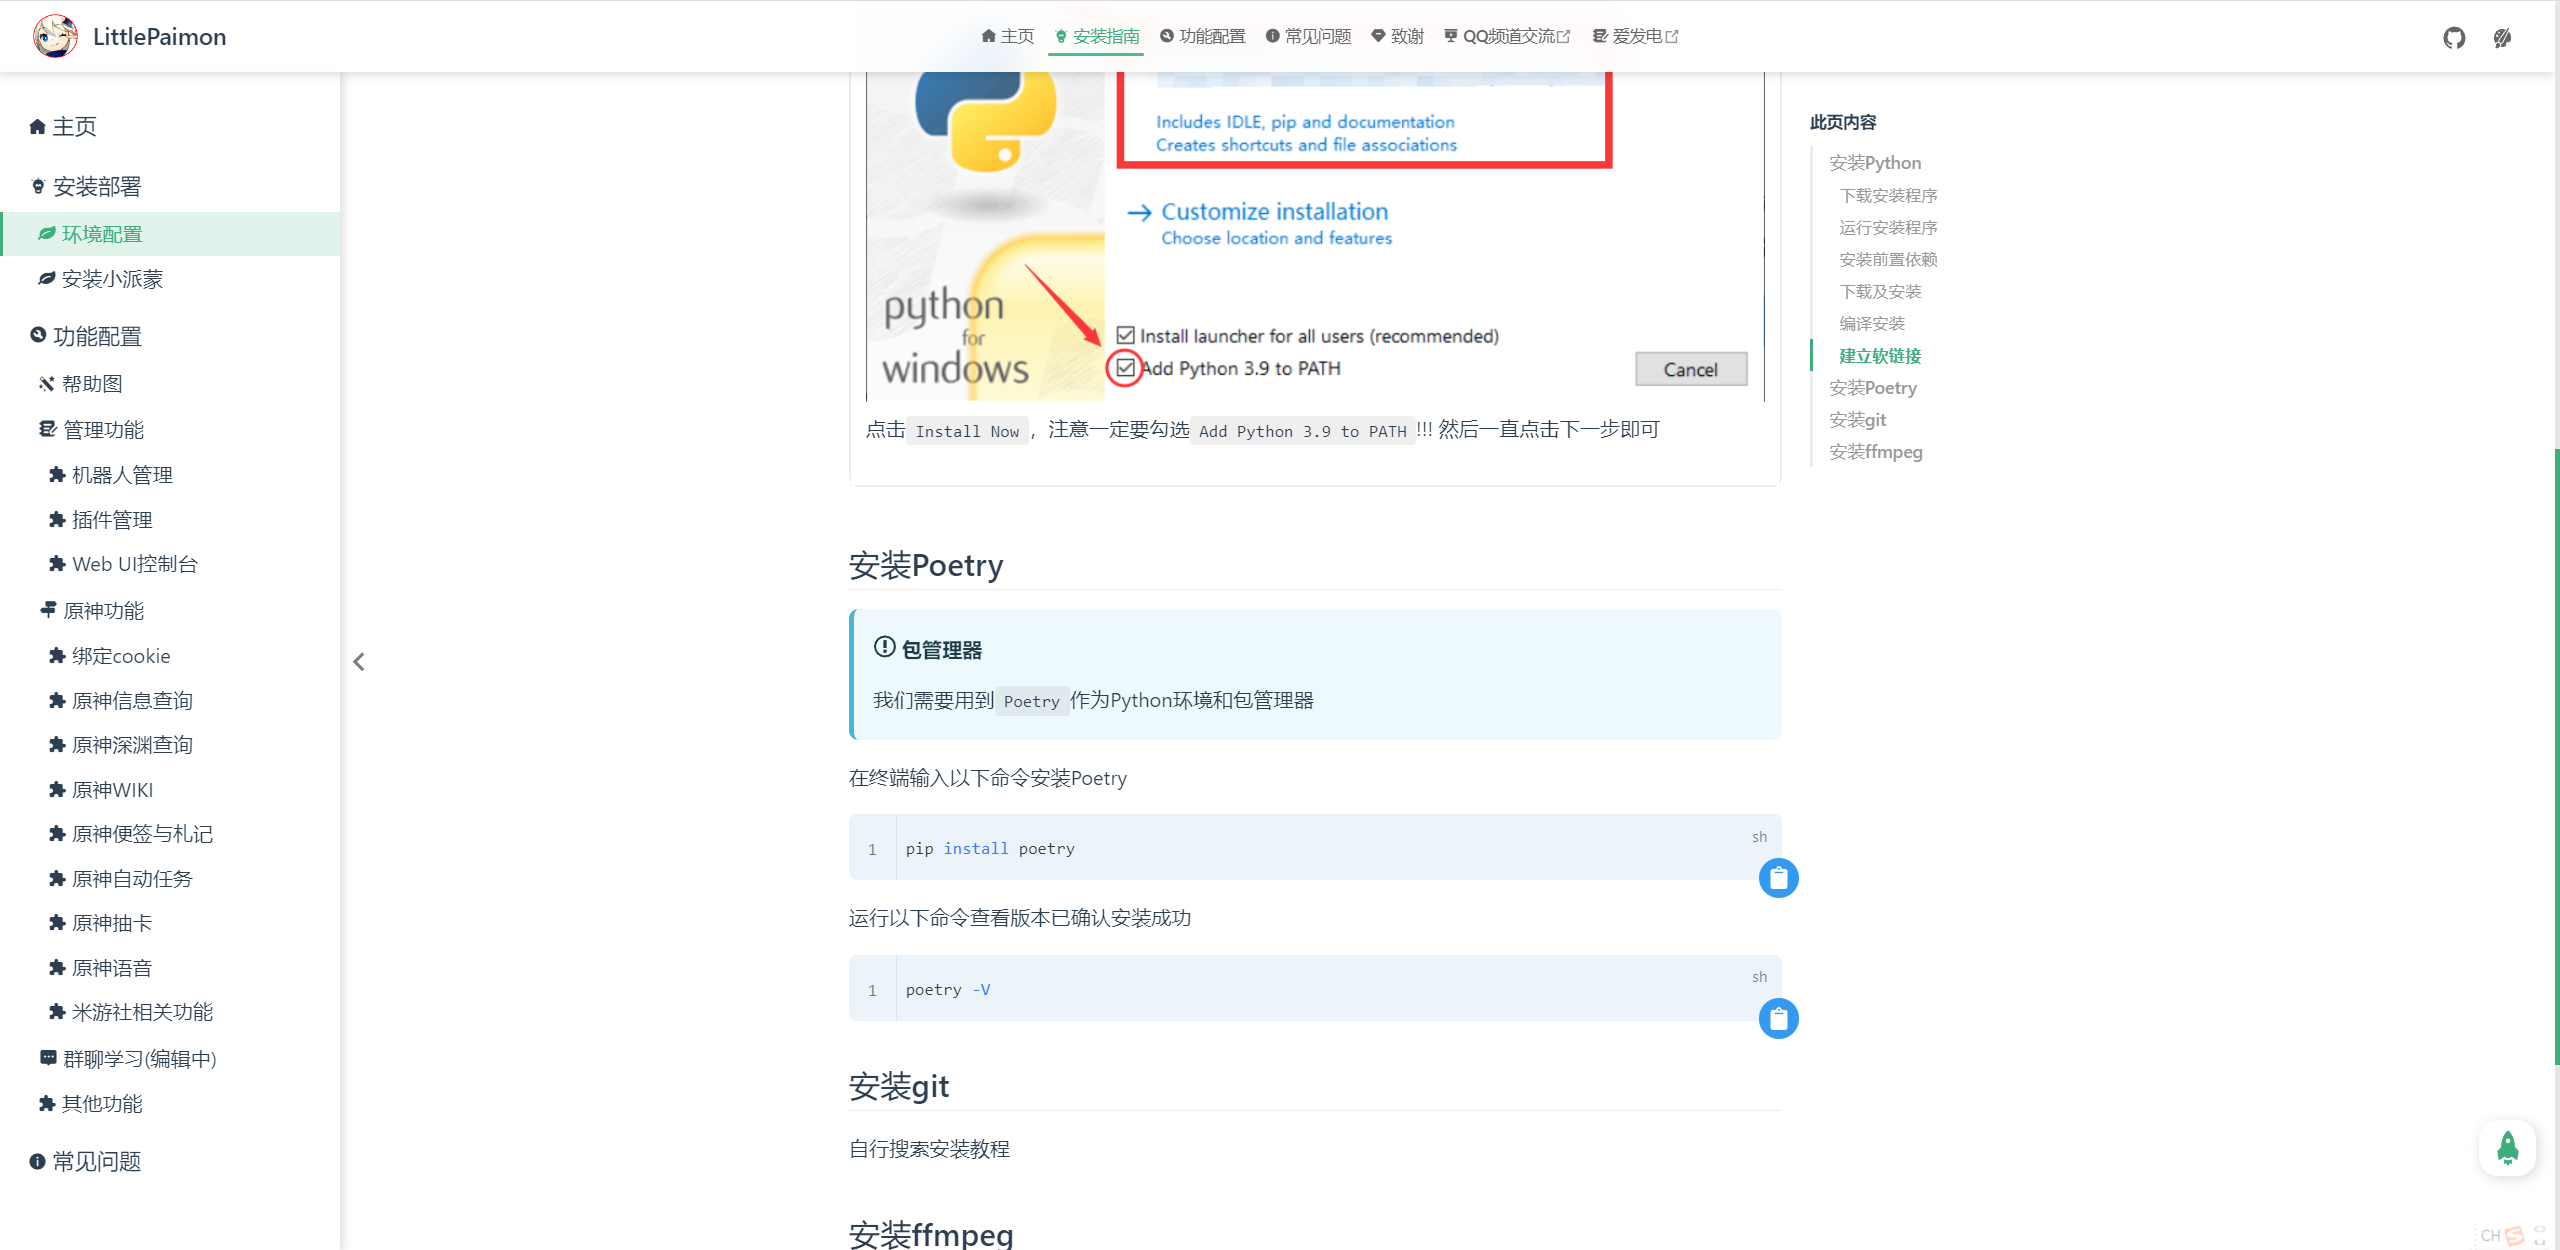 LittlePaimon
主页
安装指南
功能配置
常见问题
致谢
QQ频道交流
爱发电
主页
安装部署
环境配置
安装小派蒙
功能配置
帮助图
管理功能
机器人管理
插件管理
Web UI控制台
原神功能
绑定cookie
原神信息查询
原神深渊查询
原神WIKI
原神便签与札记
原神自动任务
原神抽卡
原神语音
米游社相关功能
群聊学习(编辑中)
其他功能
常见问题
Includes IDLE, pip and documentation
Creates shortcuts and file associations
Customize installation
Choose location and features
python
for
windows
Install launcher for all users (recommended)
Add Python 3.9 to PATH
Cancel
点击 Install Now ，注意一定要勾选 Add Python 3.9 to PATH !!! 然后一直点击下一步即可
安装Poetry
包管理器
我们需要用到 Poetry 作为Python环境和包管理器
在终端输入以下命令安装Poetry
sh
1 pip install poetry
运行以下命令查看版本已确认安装成功
sh
1 poetry -V
安装git
自行搜索安装教程
安装ffmpeg
此页内容
安装Python
下载安装程序
运行安装程序
安装前置依赖
下载及安装
编译安装
建立软链接
安装Poetry
安装git
安装ffmpeg
CH